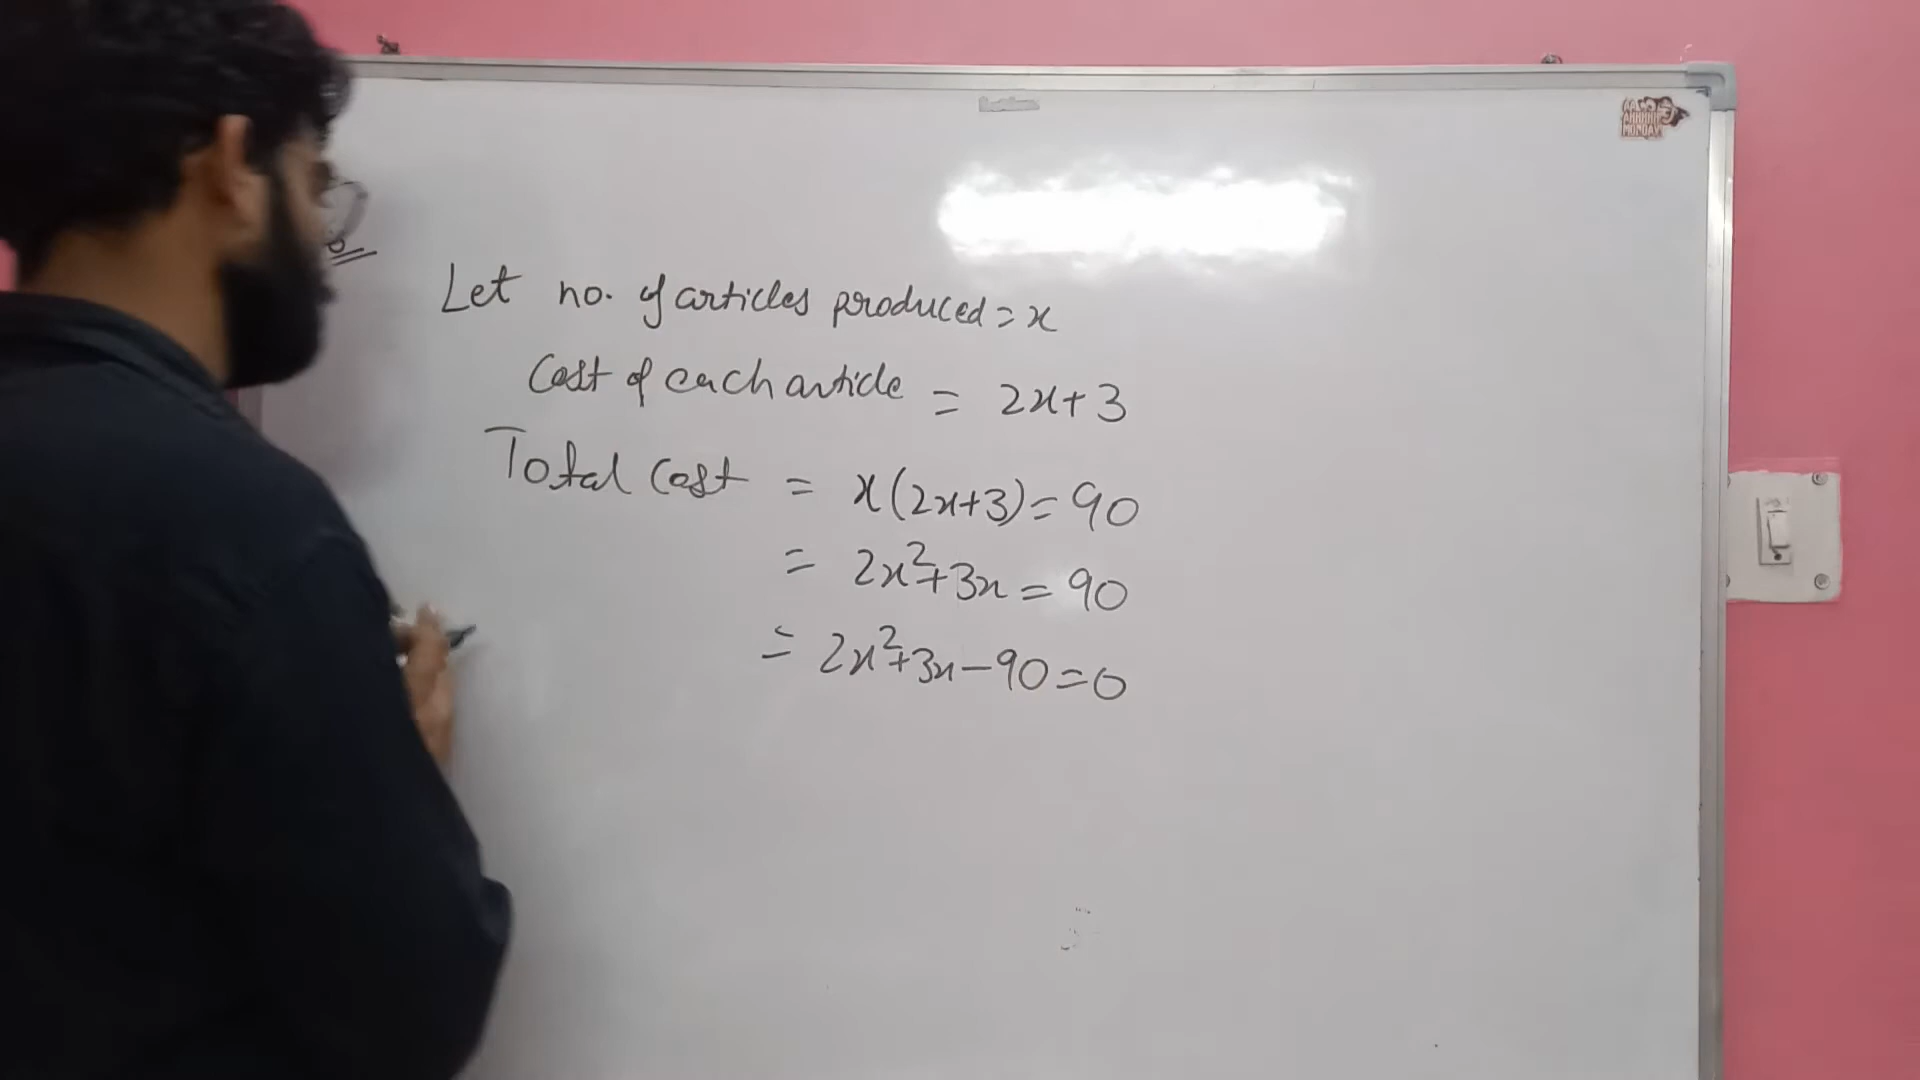 Let no. of articles produced = x
Cost of each article = 2x+3
Total Cost = x(2x+3)=90
= 2x²+3x=90
= 2x²+3x-90=0